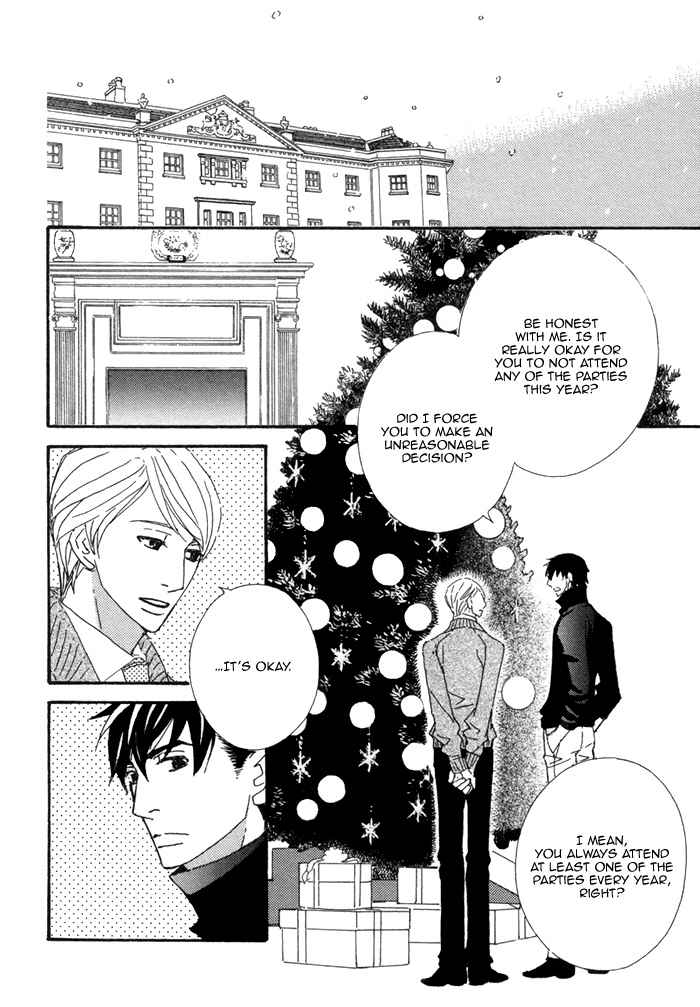 BE HONEST
WITH ME. IS IT
REALLY OKAY FOR
YOU TO NOT ATTEND
ANY OF THE PARTIES
THIS YEAR?
DID I FORCE
YOU TO MAKE AN
UNREASONABLE
DECISION?
...IT'S OKAY.
I MEAN,
YOU ALWAYS ATTEND
AT LEAST ONE OF THE
PARTIES EVERY YEAR,
RIGHT?